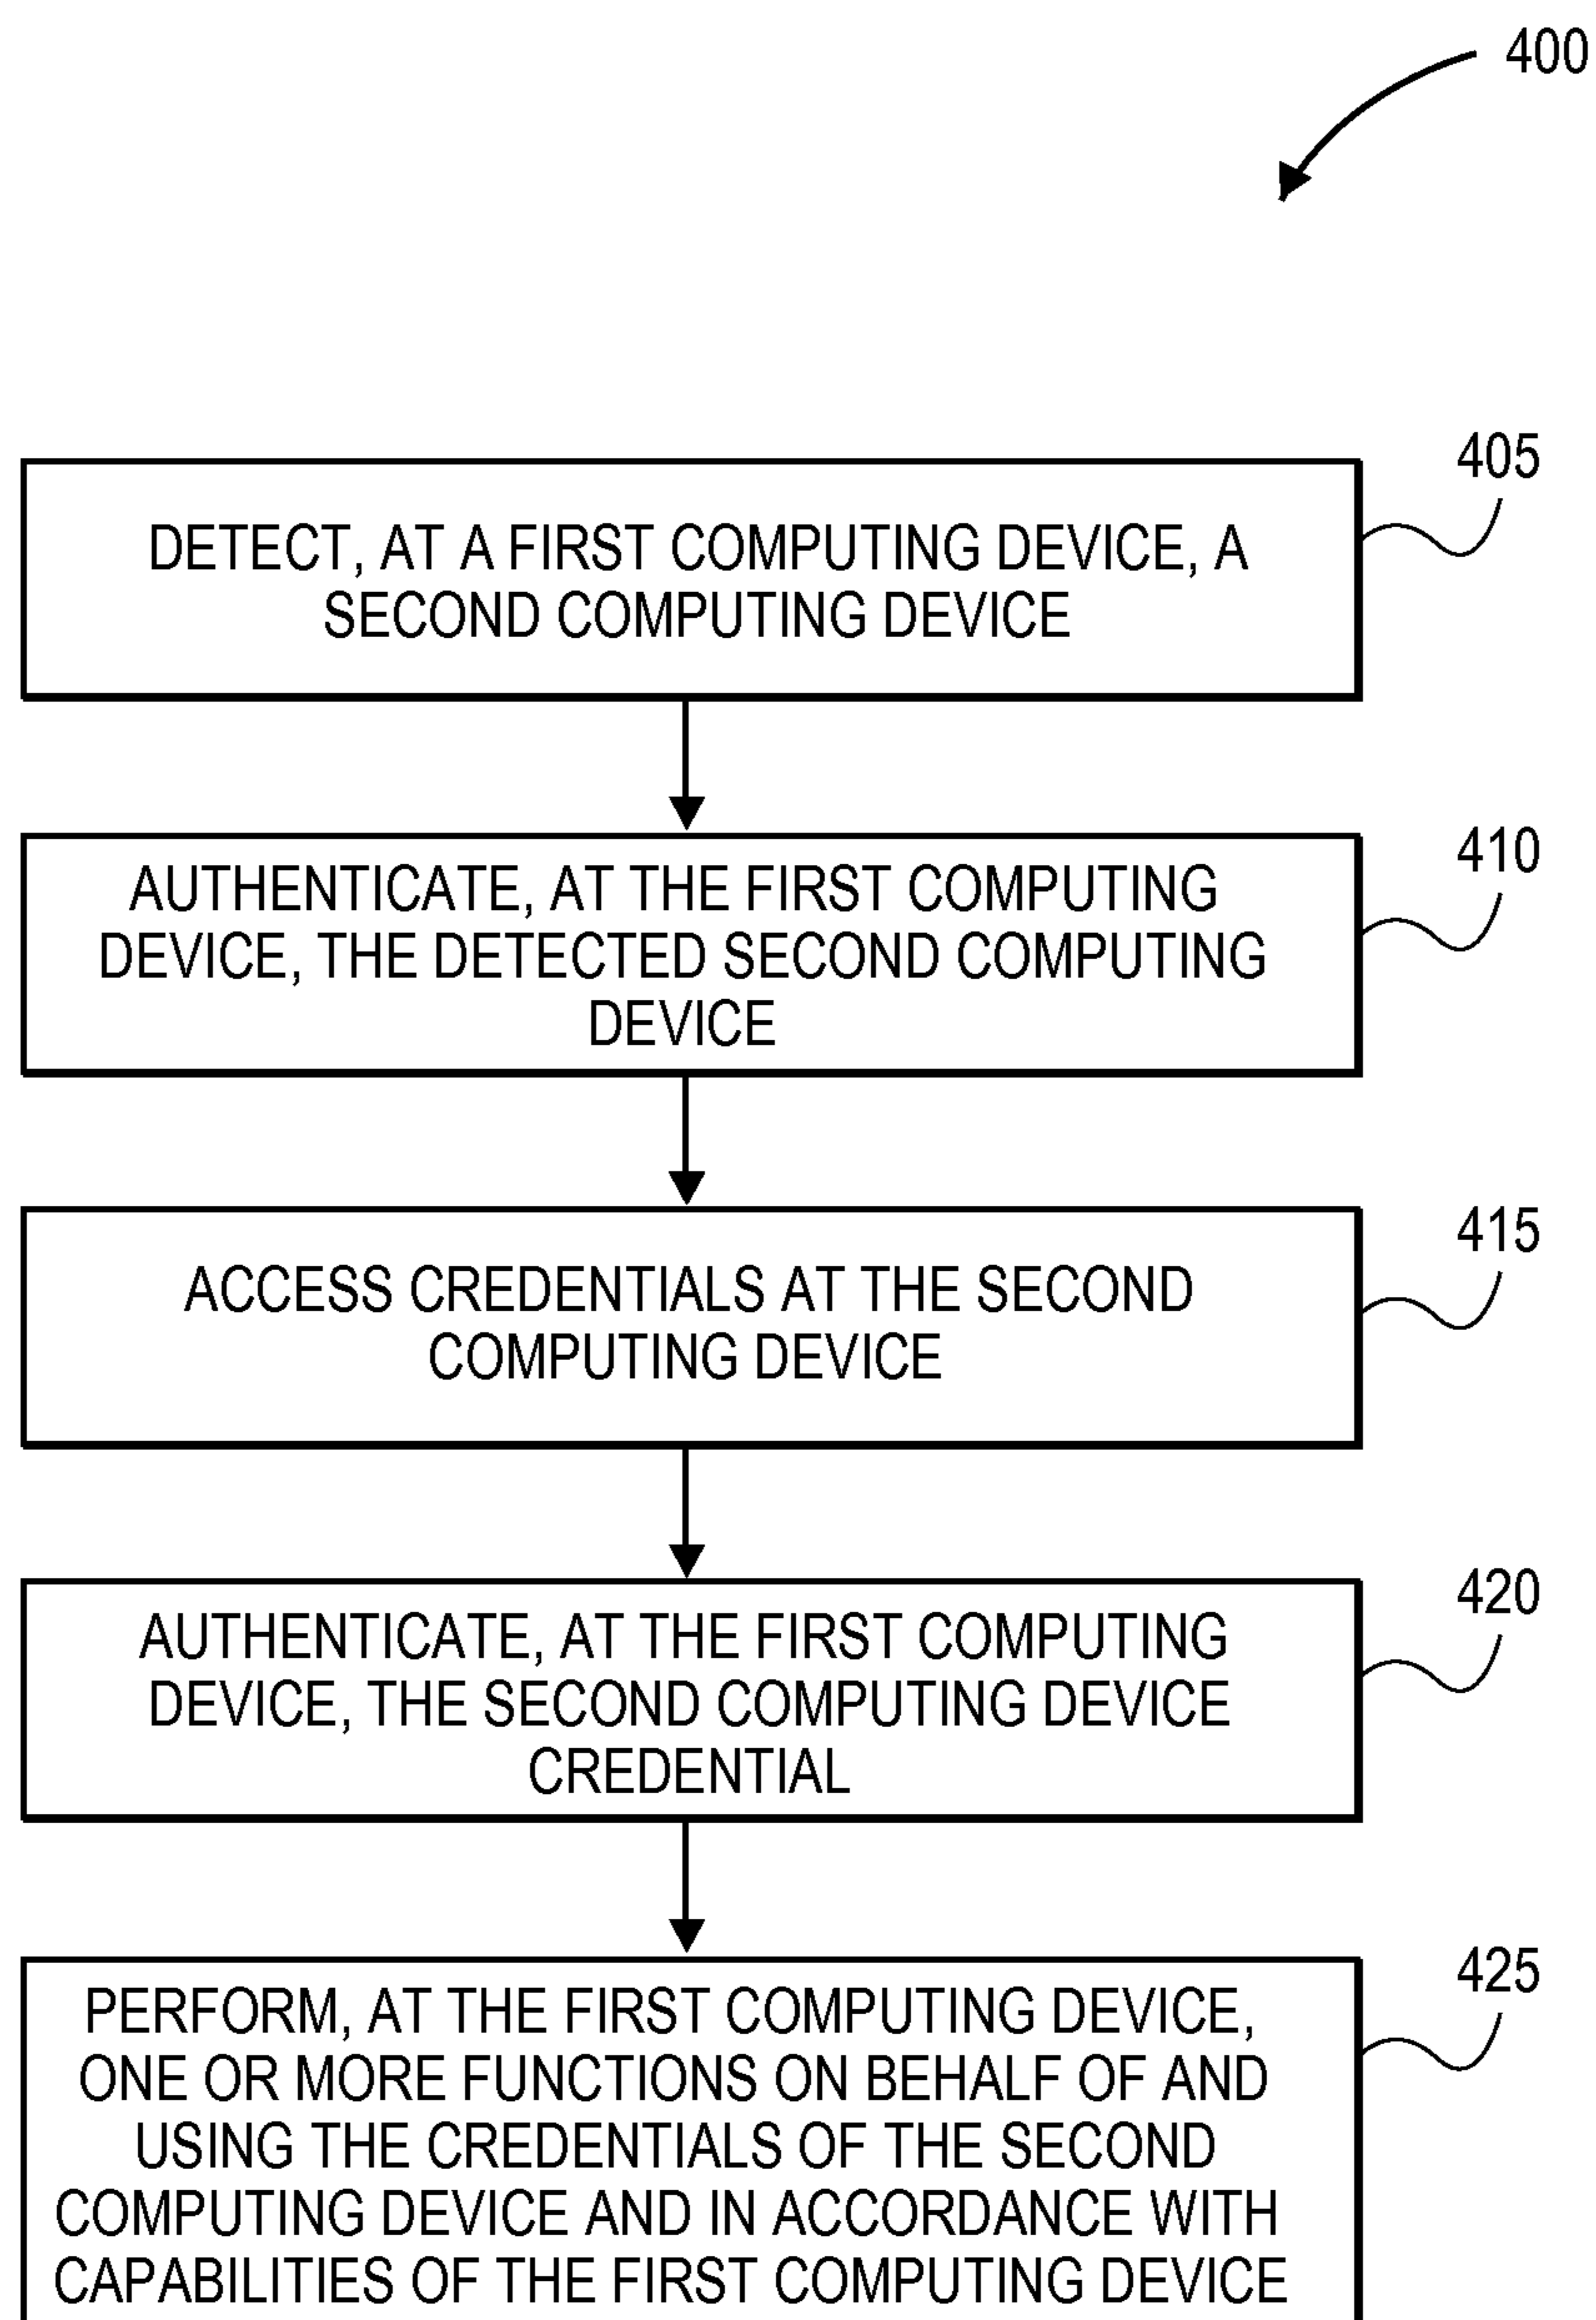 400
405
DETECT, AT A FIRST COMPUTING DEVICE, A
SECOND COMPUTING DEVICE
410
AUTHENTICATE, AT THE FIRST COMPUTING
DEVICE, THE DETECTED SECOND COMPUTING
DEVICE
415
ACCESS CREDENTIALS AT THE SECOND
COMPUTING DEVICE
420
AUTHENTICATE, AT THE FIRST COMPUTING
DEVICE, THE SECOND COMPUTING DEVICE
CREDENTIAL
425
PERFORM, AT THE FIRST COMPUTING DEVICE,
ONE OR MORE FUNCTIONS ON BEHALF OF AND
USING THE CREDENTIALS OF THE SECOND
COMPUTING DEVICE AND IN ACCORDANCE WITH
CAPABILITIES OF THE FIRST COMPUTING DEVICE